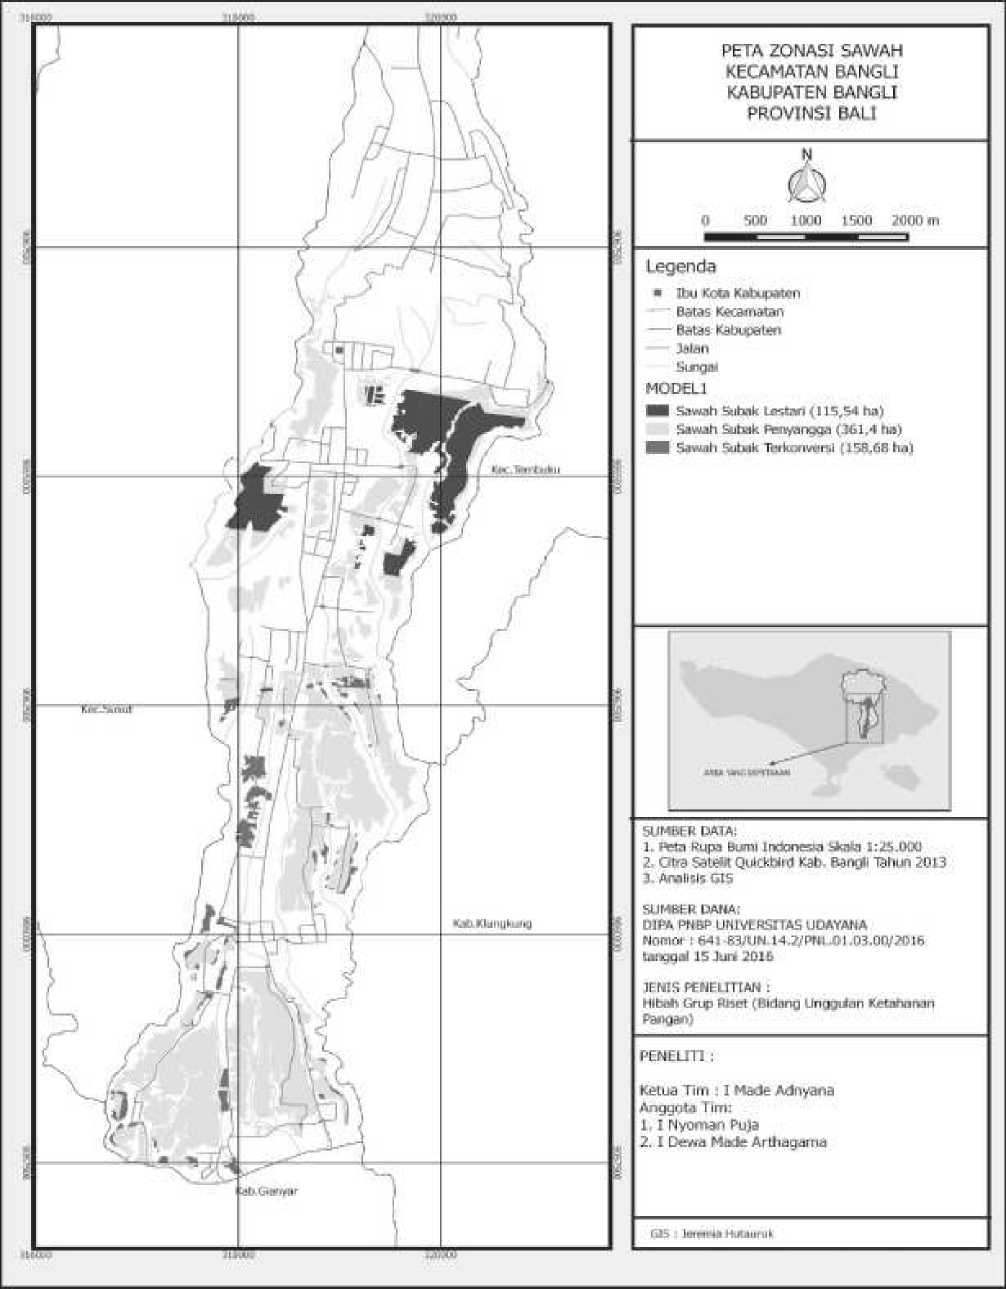 316000
318000
320000
PETA ZONASI SAWAH
KECAMATAN BANGLI
KABUPATEN BANGLI
PROVINSI BALI
N
0 500 1000 1500 2000 m
Legenda
Ibu Kota Kabupaten
Batas Kecamatan
Batas Kabupaten
Jalan
Sungai
MODEL1
Sawah Subak Lestari (115,54 ha)
Sawah Subak Penyangga (361,4 ha)
Sawah Subak Terkonversi (158,68 ha)
Kec.Tembuku
Kec.Susut
Kab.Klangkung
Kab.Gianyar
AREA YANG DIPETAKAN
SUMBER DATA:
1. Peta Rupa Bumi Indonesia Skala 1:25.000
2. Citra Satelit Quickbird Kab. Bangli Tahun 2013
3. Analisis GIS
SUMBER DANA:
DIPA PNBP UNIVERSITAS UDAYANA
Nomor : 641-83/UN.14.2/PNL.01.03.00/2016
tanggal 15 Juni 2016
JENIS PENELITIAN :
Hibah Grup Riset (Bidang Unggulan Ketahanan
Pangan)
PENELITI :
Ketua Tim : I Made Adnyana
Anggota Tim:
1. I Nyoman Puja
2. I Dewa Made Arthagama
GIS : Jeremia Hutauruk
316000
318000
320000